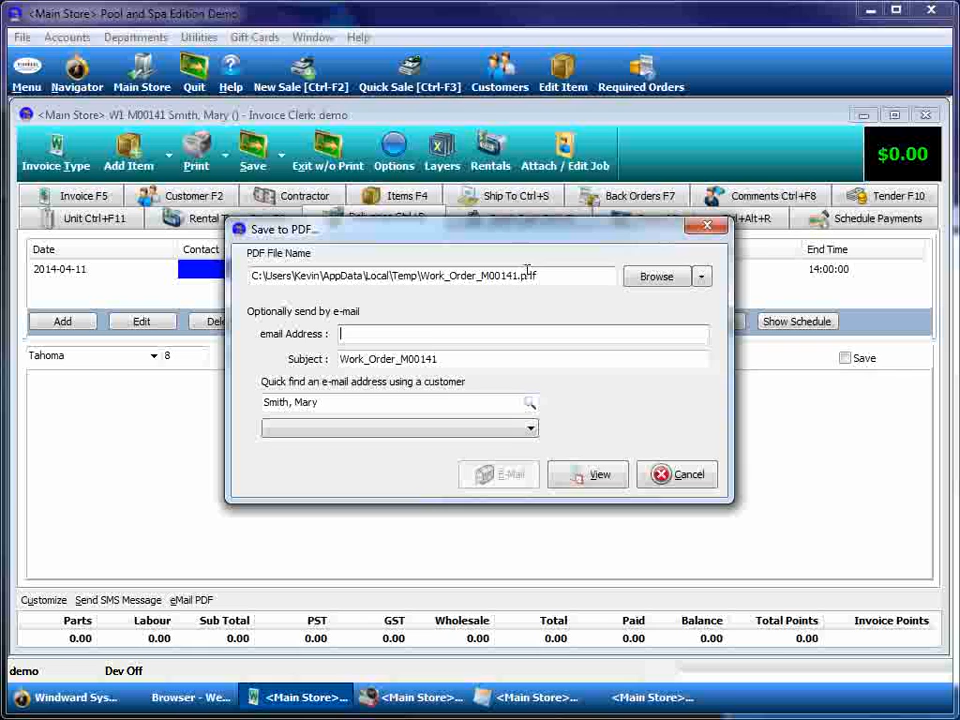 <Main Store> Pool and Spa Edition Demo
File Accounts Departments Utilities Gift Cards Window Help
Menu Navigator Main Store Quit Help New Sale [Ctrl-F2] Quick Sale [Ctrl-F3] Customers Edit Item Required Orders
<Main Store> W1 M00141 Smith, Mary () - Invoice Clerk: demo
Invoice Type Add Item Print Save Exit w/o Print Options Layers Rentals Attach / Edit Job $0.00
Invoice F5 Customer F2 Contractor Items F4 Ship To Ctrl+S Back Orders F7 Comments Ctrl+F8 Tender F10
Unit Ctrl+F11 Rental Ctrl+Alt+R Schedule Payments
Save to PDF...
Date Contact End Time
PDF File Name
2014-04-11 14:00:00
C:\Users\Kevin\AppData\Local\Temp\Work_Order_M00141.pdf Browse
Optionally send by e-mail
Add Edit Show Schedule
email Address :
Tahoma 8 Save
Subject : Work_Order_M00141
Quick find an e-mail address using a customer
Smith, Mary
E-Mail View Cancel
Customize Send SMS Message eMail PDF
Parts Labour Sub Total PST GST Wholesale Total Paid Balance Total Points Invoice Points
0.00 0.00 0.00 0.00 0.00 0.00 0.00 0.00 0.00 0.00
demo Dev Off
Windward Sys... Browser - We... <Main Store>... <Main Store>... <Main Store>... <Main Store>...